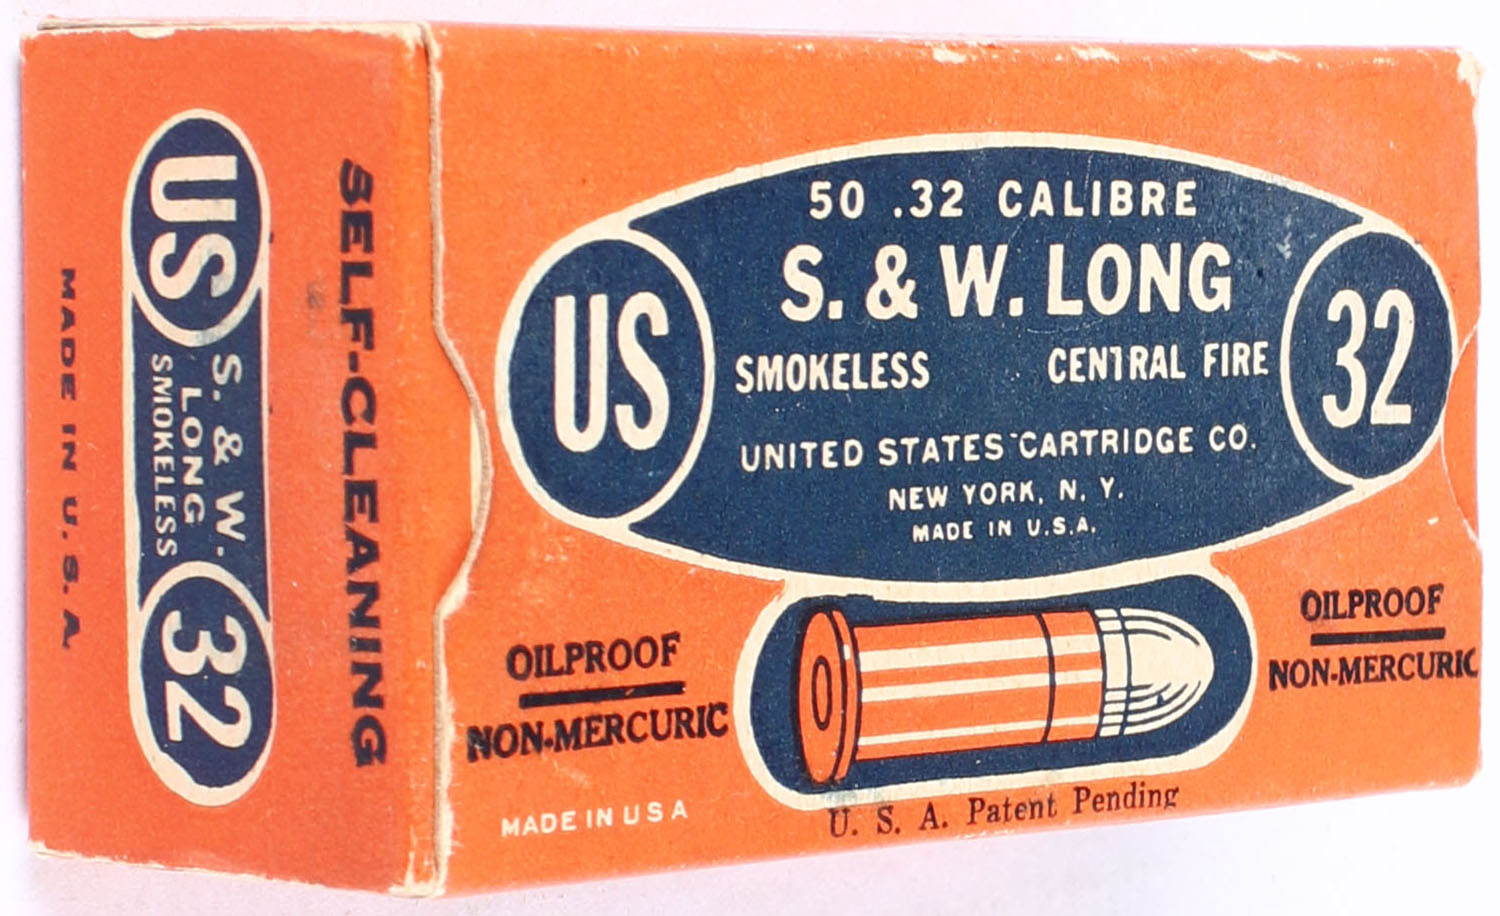 50 .32 CALIBRE
S. & W. LONG
SMOKELESS CENTRAL FIRE
US
32
UNITED STATES CARTRIDGE CO.
NEW YORK, N. Y.
MADE IN U.S.A.
OILPROOF
NON-MERCURIC
OILPROOF
NON-MERCURIC
MADE IN U S A
U. S. A. Patent Pending
SELF-CLEANING
US
S. & W.
LONG
SMOKELESS
32
MADE IN U.S.A.